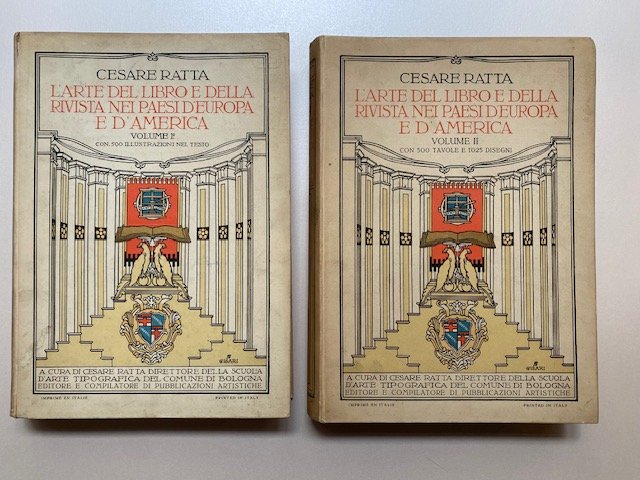 CESARE RATTA
L'ARTE DEL LIBRO E DELLA
RIVISTA NEI PAESI D'EUROPA
E D'AMERICA
VOLUME Iº
CON 500 ILLUSTRAZIONI NEL TESTO
GIBARI
A CURA DI CESARE RATTA DIRETTORE DELLA SCUOLA
D'ARTE TIPOGRAFICA DEL COMUNE DI BOLOGNA
EDITORE E COMPILATORE DI PUBBLICAZIONI ARTISTICHE
IMPRIMÉ EN ITALIE
PRINTED IN ITALY
CESARE RATTA
L'ARTE DEL LIBRO E DELLA
RIVISTA NEI PAESI D'EUROPA
E D'AMERICA
VOLUME II
CON 500 TAVOLE E 1025 DISEGNI
GIBARI
A CURA DI CESARE RATTA DIRETTORE DELLA SCUOLA
D'ARTE TIPOGRAFICA DEL COMUNE DI BOLOGNA
EDITORE E COMPILATORE DI PUBBLICAZIONI ARTISTICHE
IMPRIMÉ EN ITALIE
PRINTED IN ITALY